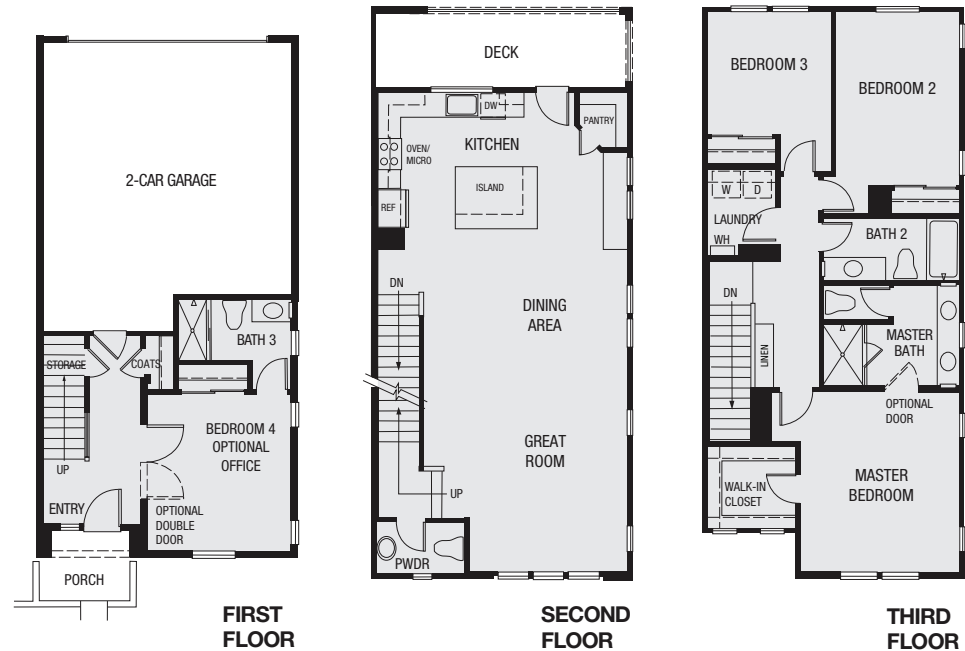 2-CAR GARAGE
BATH 3
STORAGE
COATS
BEDROOM 4
OPTIONAL
OFFICE
UP
ENTRY
OPTIONAL
DOUBLE
DOOR
PORCH
FIRST
FLOOR
DECK
DW
PANTRY
KITCHEN
OVEN/
MICRO
ISLAND
REF
DN
DINING
AREA
GREAT
ROOM
UP
PWDR
SECOND
FLOOR
BEDROOM 3
BEDROOM 2
W
D
LAUNDRY
WH
BATH 2
DN
LINEN
MASTER
BATH
OPTIONAL
DOOR
WALK-IN
CLOSET
MASTER
BEDROOM
THIRD
FLOOR